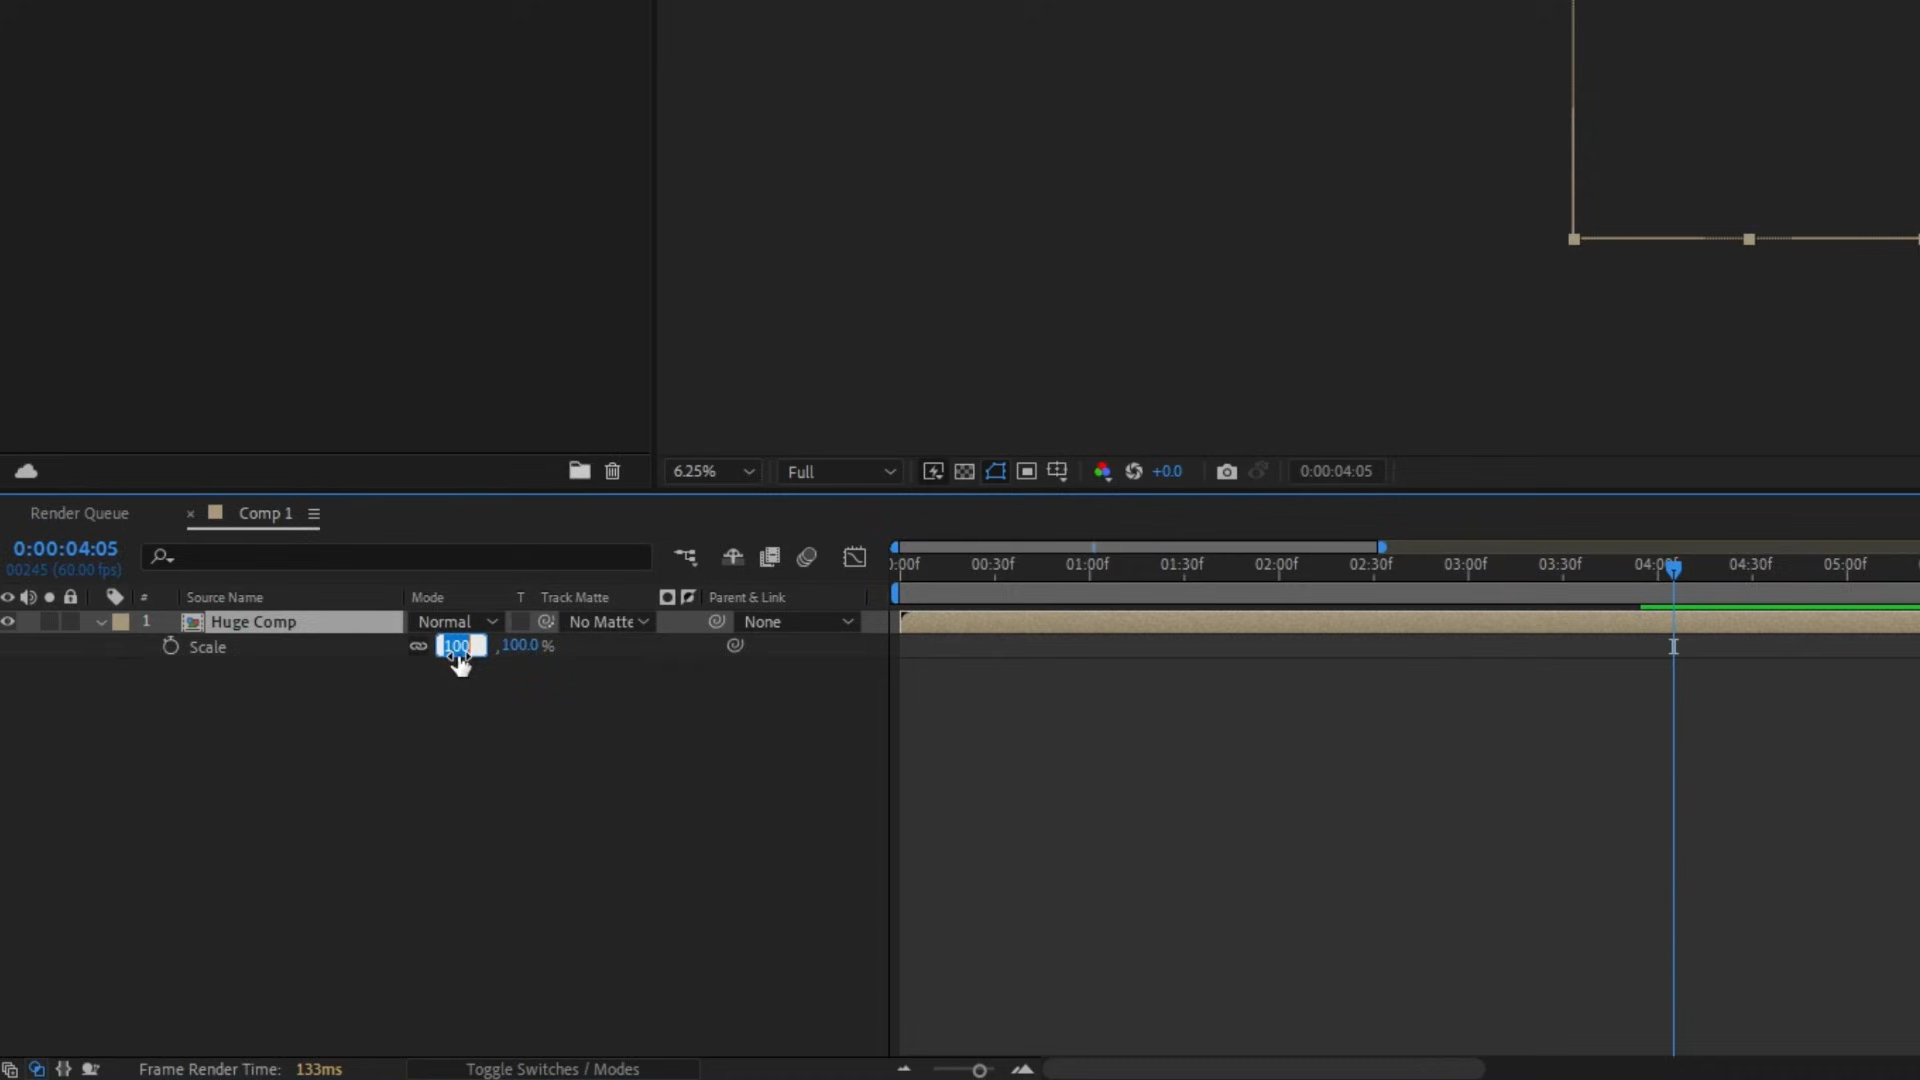 6.25%
Full
+0.0
0:00:04:05
Render Queue
× Comp 1
0:00:04:05
00245 (60.00 fps)
:00f 00:30f 01:00f 01:30f 02:00f 02:30f 03:00f 03:30f 04:00f 04:30f 05:00f
# Source Name Mode T Track Matte Parent & Link
1 Huge Comp Normal No Matte None
Scale 100 , 100.0 %
Frame Render Time: 133ms
Toggle Switches / Modes